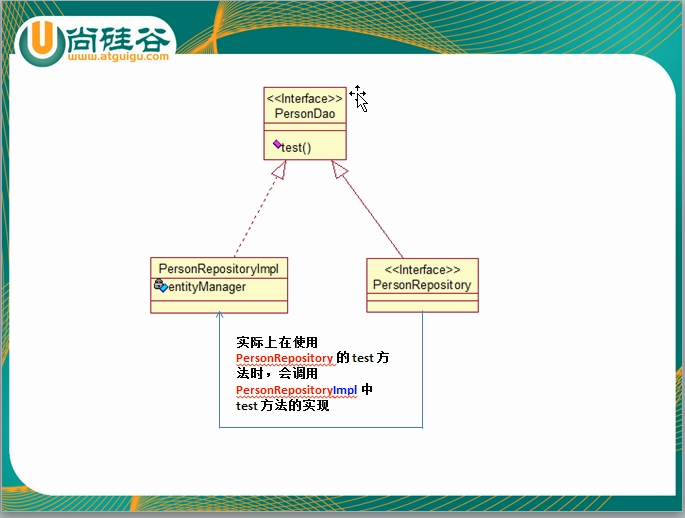 尚硅谷
www.atguigu.com
<<Interface>>
PersonDao
test()
PersonRepositoryImpl
entityManager
<<Interface>>
PersonRepository
实际上在使用
PersonRepository 的 test 方
法时，会调用
PersonRepositoryImpl 中
test 方法的实现